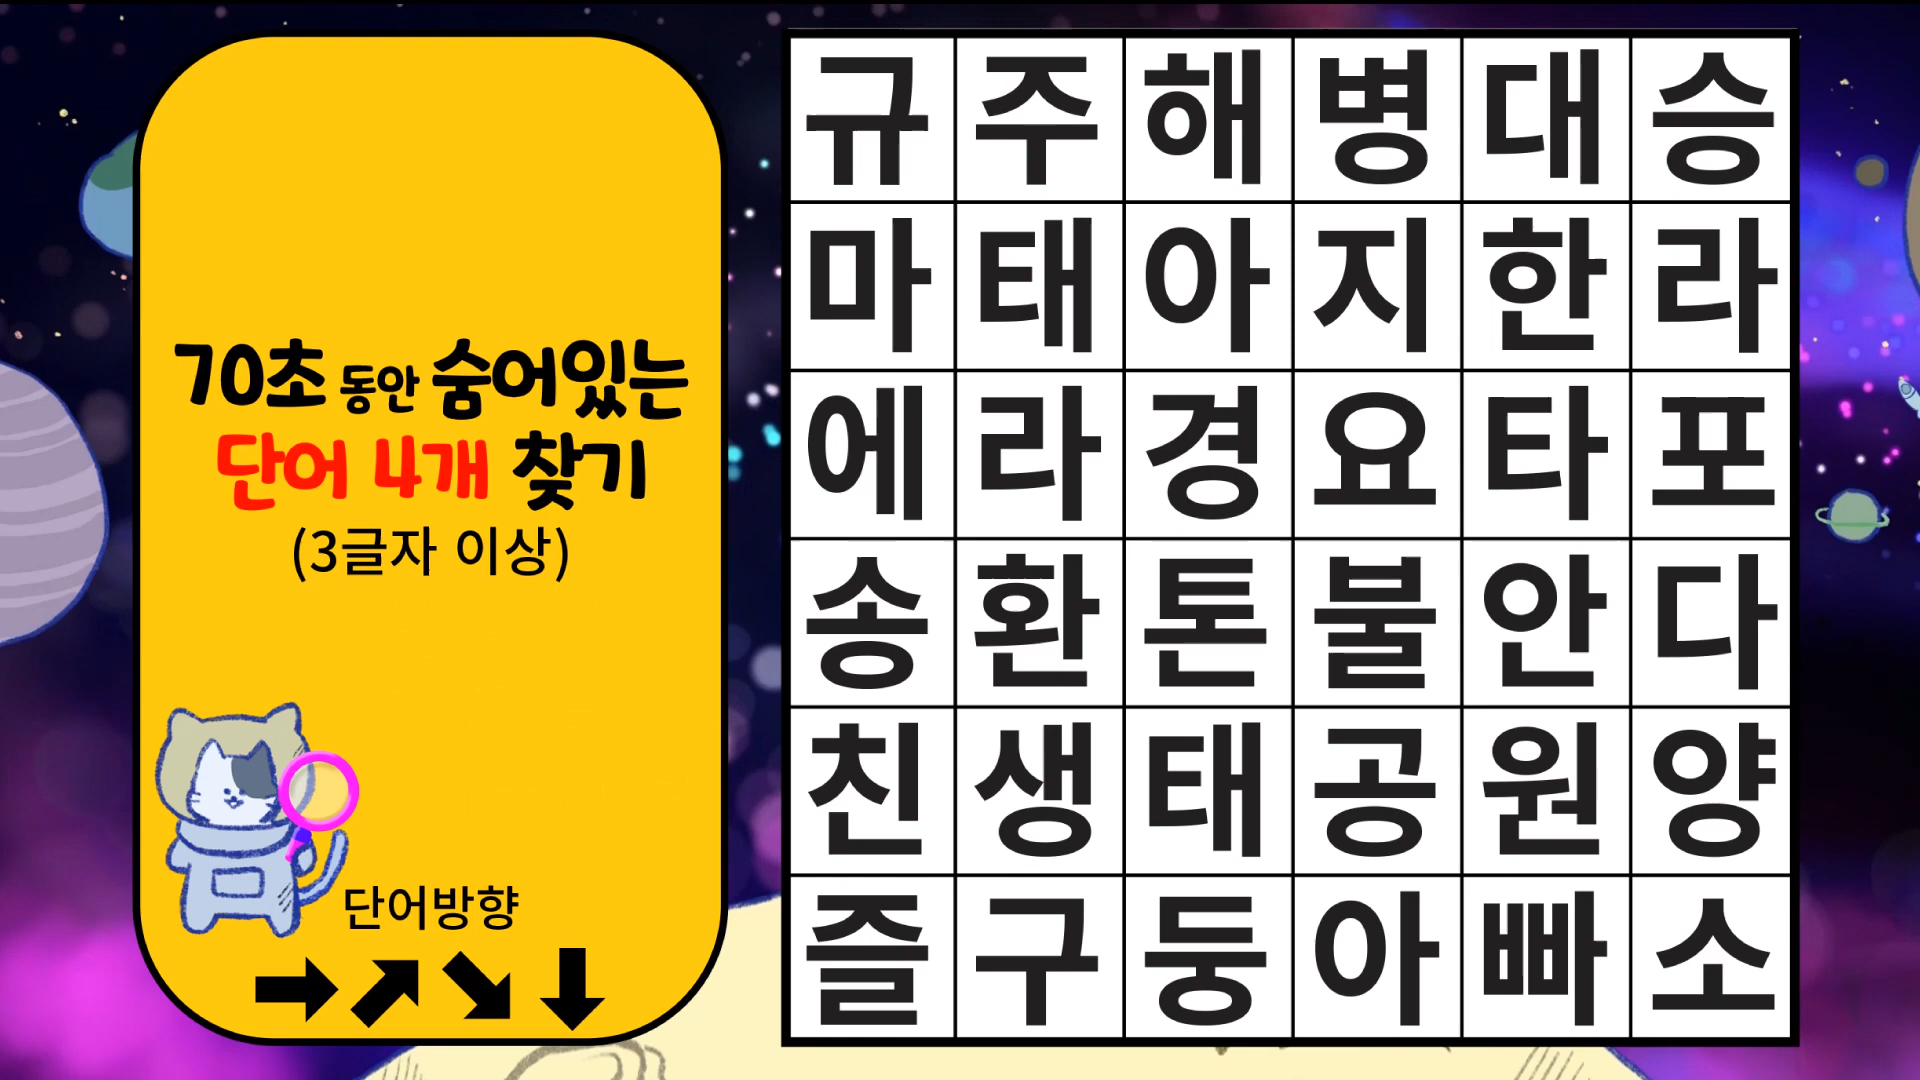 70초 동안 숨어있는
단어 4개 찾기
(3글자 이상)
단어방향
규 주 해 병 대 승
마 태 아 지 한 라
에 라 경 요 타 포
송 환 톤 불 안 다
친 생 태 공 원 양
즐 구 둥 아 빠 소